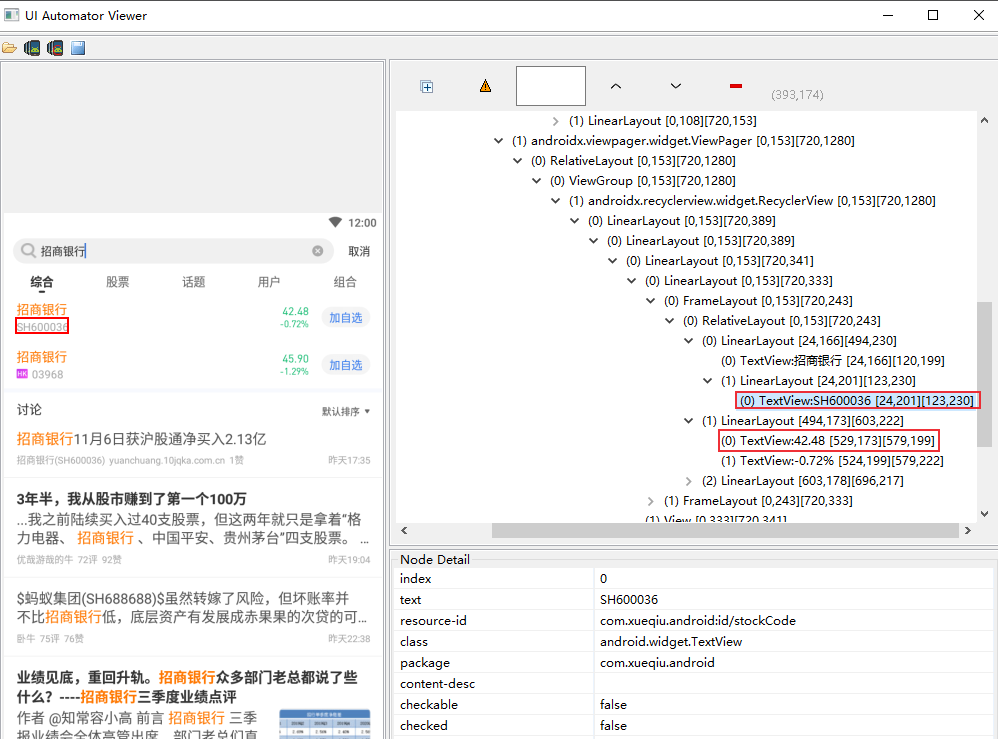 UI Automator Viewer
12:00
招商银行
取消
综合 股票 话题 用户 组合
招商银行 42.48 加自选
SH600036 -0.72%
招商银行 45.90 加自选
HK 03968 -1.29%
讨论 默认排序
招商银行11月6日获沪股通净买入2.13亿
招商银行(SH600036) yuanchuang.10jqka.com.cn 1赞 昨天17:35
3年半，我从股市赚到了第一个100万
...我之前陆续买入过40支股票，但这两年就只是拿着“格
力电器、 招商银行 、中国平安、贵州茅台”四支股票。 ...
优哉游哉的牛 72评 92赞 昨天19:04
$蚂蚁集团(SH688688)$虽然转嫁了风险，但坏账率并
不比招商银行低，底层资产有发展成赤果果的次贷的可...
卧牛 75评 76赞 昨天22:38
业绩见底，重回升轨。招商银行众多部门老总都说了些
什么？----招商银行三季度业绩点评
作者 @知常容小高 前言 招商银行 三季
报业绩会全体高管出席，部门老总们直
(393,174)
(1) LinearLayout [0,108][720,153]
(1) androidx.viewpager.widget.ViewPager [0,153][720,1280]
(0) RelativeLayout [0,153][720,1280]
(0) ViewGroup [0,153][720,1280]
(1) androidx.recyclerview.widget.RecyclerView [0,153][720,1280]
(0) LinearLayout [0,153][720,389]
(0) LinearLayout [0,153][720,389]
(0) LinearLayout [0,153][720,341]
(0) LinearLayout [0,153][720,333]
(0) FrameLayout [0,153][720,243]
(0) RelativeLayout [0,153][720,243]
(0) LinearLayout [24,166][494,230]
(0) TextView:招商银行 [24,166][120,199]
(1) LinearLayout [24,201][123,230]
(0) TextView:SH600036 [24,201][123,230]
(1) LinearLayout [494,173][603,222]
(0) TextView:42.48 [529,173][579,199]
(1) TextView:-0.72% [524,199][579,222]
(2) LinearLayout [603,178][696,217]
(1) FrameLayout [0,243][720,333]
(1) View [0,333][720,341]
Node Detail
index 0
text SH600036
resource-id com.xueqiu.android:id/stockCode
class android.widget.TextView
package com.xueqiu.android
content-desc
checkable false
checked false